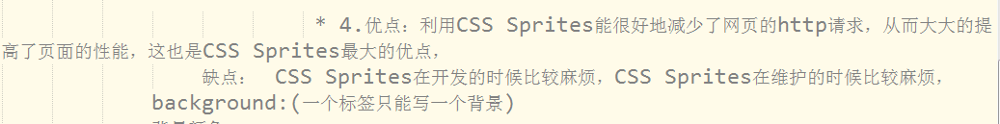 * 4.优点：利用CSS Sprites能很好地减少了网页的http请求，从而大大的提
高了页面的性能，这也是CSS Sprites最大的优点，
缺点： CSS Sprites在开发的时候比较麻烦，CSS Sprites在维护的时候比较麻烦，
background:(一个标签只能写一个背景)